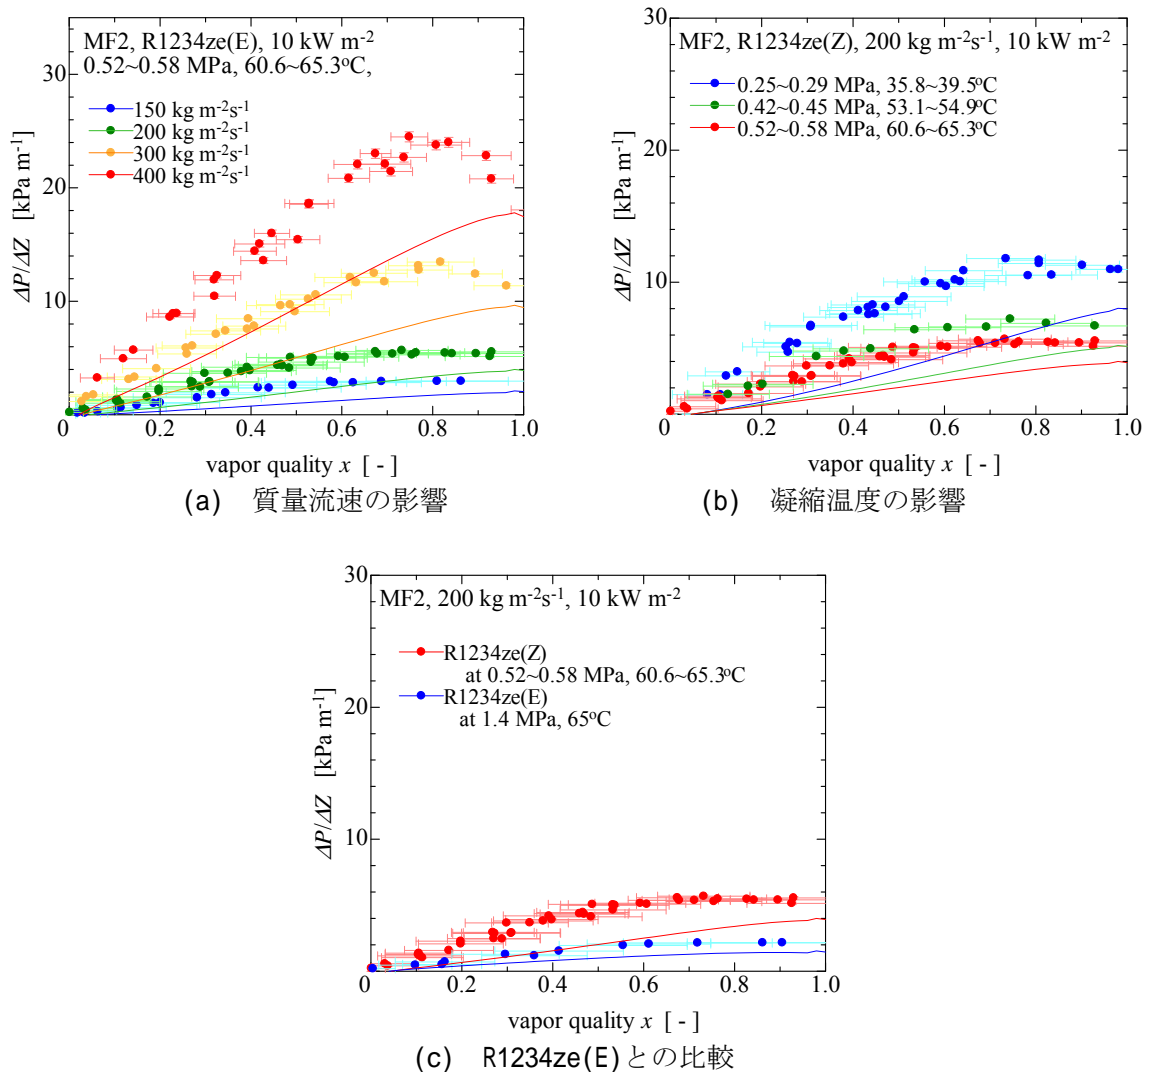 MF2, R1234ze(E), 10 kW m-2
0.52~0.58 MPa, 60.6~65.3ºC,
150 kg m-2s-1
200 kg m-2s-1
300 kg m-2s-1
400 kg m-2s-1
30
20
10
0
0.2
0.4
0.6
0.8
1.0
ΔP/ΔZ [kPa m-1]
vapor quality x [ - ]
(a) 質量流速の影響
MF2, R1234ze(Z), 200 kg m-2s-1, 10 kW m-2
0.25~0.29 MPa, 35.8~39.5ºC
0.42~0.45 MPa, 53.1~54.9ºC
0.52~0.58 MPa, 60.6~65.3ºC
30
20
10
0
0.2
0.4
0.6
0.8
1.0
ΔP/ΔZ [kPa m-1]
vapor quality x [ - ]
(b) 凝縮温度の影響
MF2, 200 kg m-2s-1, 10 kW m-2
R1234ze(Z)
at 0.52~0.58 MPa, 60.6~65.3ºC
R1234ze(E)
at 1.4 MPa, 65ºC
30
20
10
0
0.2
0.4
0.6
0.8
1.0
ΔP/ΔZ [kPa m-1]
vapor quality x [ - ]
(c) R1234ze(E)との比較